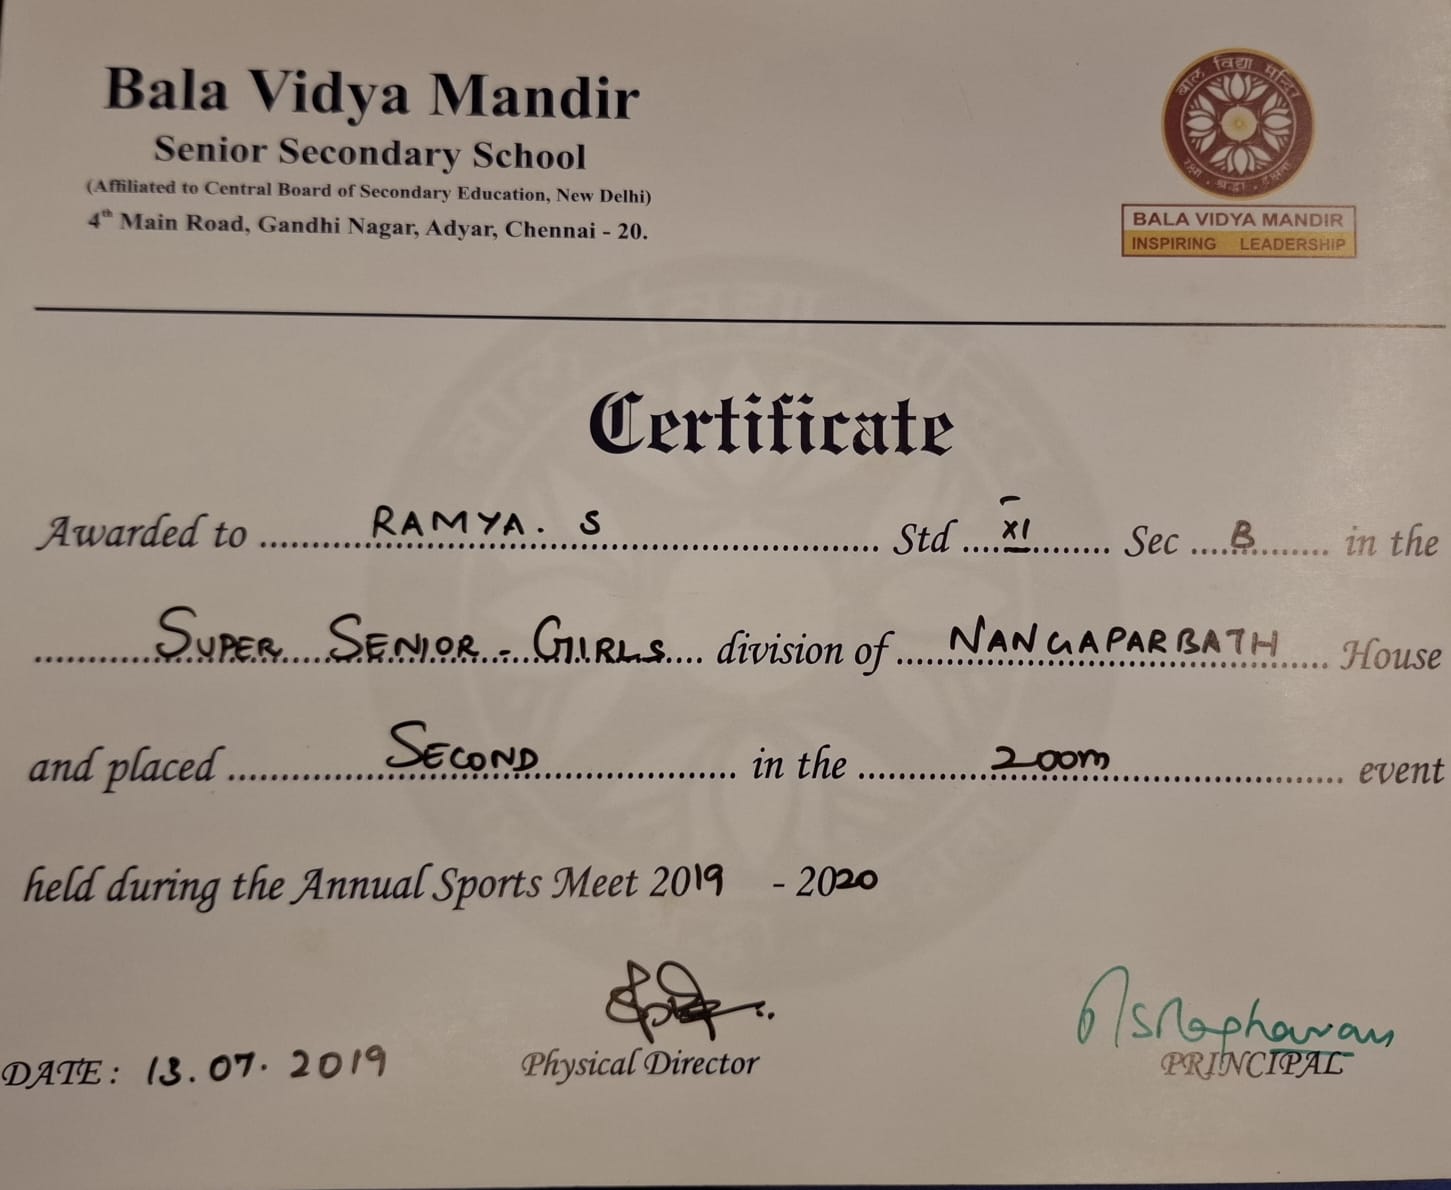 Bala Vidya Mandir
Senior Secondary School
(Affiliated to Central Board of Secondary Education, New Delhi)
4th Main Road, Gandhi Nagar, Adyar, Chennai - 20.
बाल विद्या मन्दिर
श्रद्धा
BALA VIDYA MANDIR
INSPIRING LEADERSHIP
Certificate
Awarded to RAMYA. S Std XI Sec B in the
SUPER SENIOR - GIRLS division of NANGAPARBATH House
and placed SECOND in the 200m event
held during the Annual Sports Meet 2019 - 2020
DATE : 13.07.2019
Physical Director
PRINCIPAL